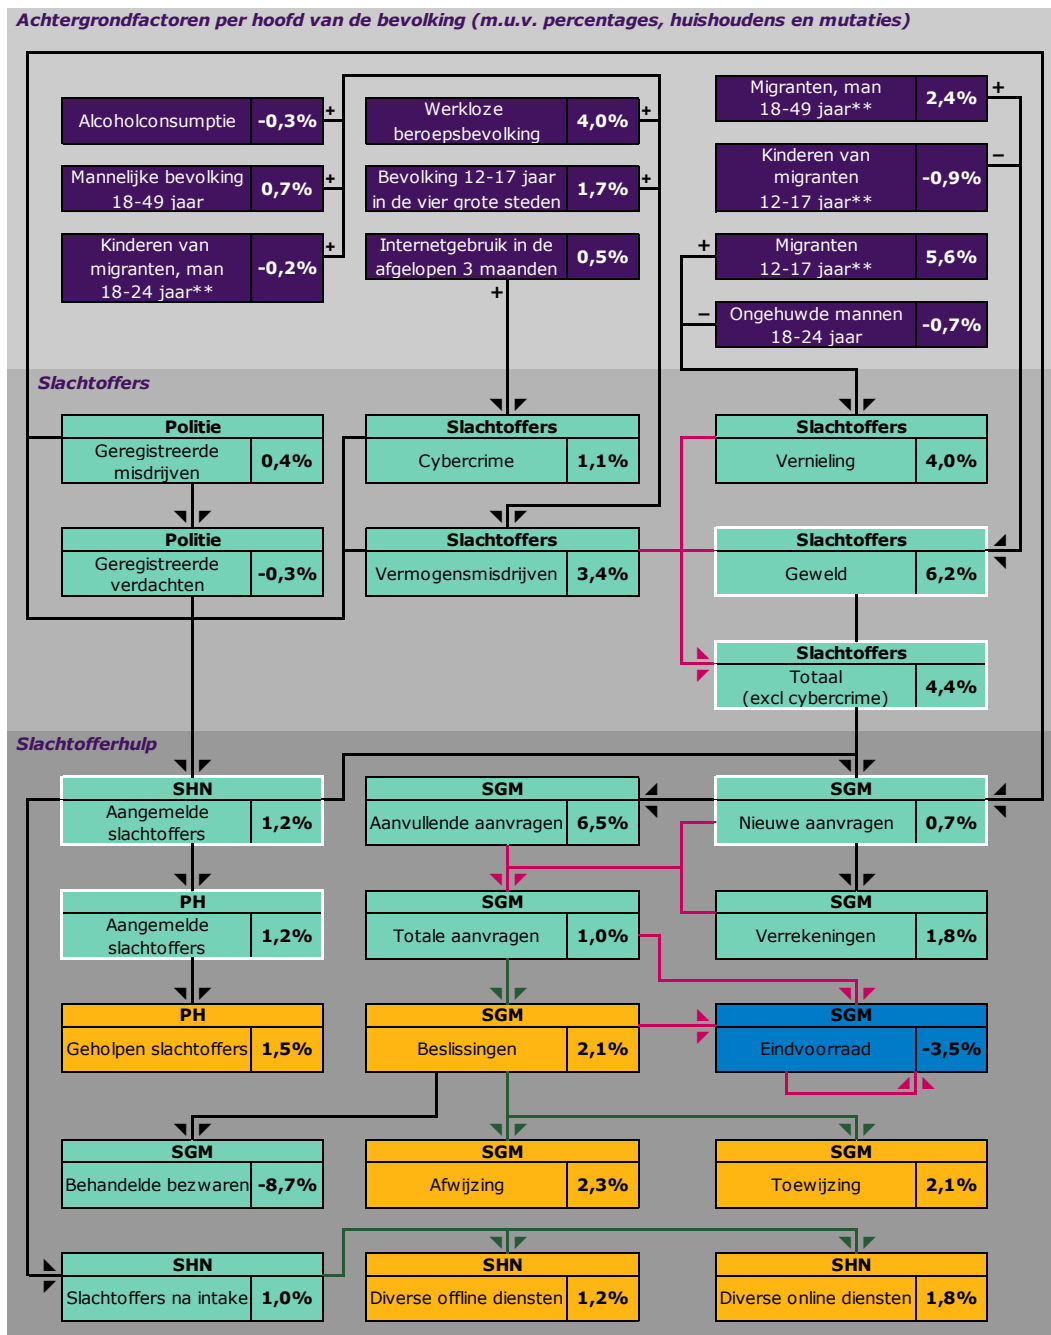 Achtergrondfactoren per hoofd van de bevolking (m.u.v. percentages, huishoudens en mutaties)
Alcoholconsumptie -0,3% +
Mannelijke bevolking
18-49 jaar 0,7% +
Kinderen van
migranten, man
18-24 jaar** -0,2% +
Werkloze
beroepsbevolking 4,0% +
Bevolking 12-17 jaar
in de vier grote steden 1,7% +
Internetgebruik in de
afgelopen 3 maanden 0,5%
+
Migranten, man
18-49 jaar** 2,4% +
Kinderen van
migranten
12-17 jaar** -0,9% −
+ Migranten
12-17 jaar** 5,6%
− Ongehuwde mannen
18-24 jaar -0,7%
Slachtoffers
Politie
Geregistreerde
misdrijven 0,4%
Slachtoffers
Cybercrime 1,1%
Slachtoffers
Vernieling 4,0%
Politie
Geregistreerde
verdachten -0,3%
Slachtoffers
Vermogensmisdrijven 3,4%
Slachtoffers
Geweld 6,2%
Slachtoffers
Totaal
(excl cybercrime) 4,4%
Slachtofferhulp
SHN
Aangemelde
slachtoffers 1,2%
SGM
Aanvullende aanvragen 6,5%
SGM
Nieuwe aanvragen 0,7%
PH
Aangemelde
slachtoffers 1,2%
SGM
Totale aanvragen 1,0%
SGM
Verrekeningen 1,8%
PH
Geholpen slachtoffers 1,5%
SGM
Beslissingen 2,1%
SGM
Eindvoorraad -3,5%
SGM
Behandelde bezwaren -8,7%
SGM
Afwijzing 2,3%
SGM
Toewijzing 2,1%
SHN
Slachtoffers na intake 1,0%
SHN
Diverse offline diensten 1,2%
SHN
Diverse online diensten 1,8%